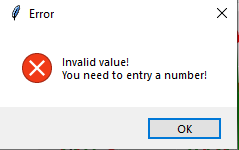 Error
Invalid value!
You need to entry a number!
OK